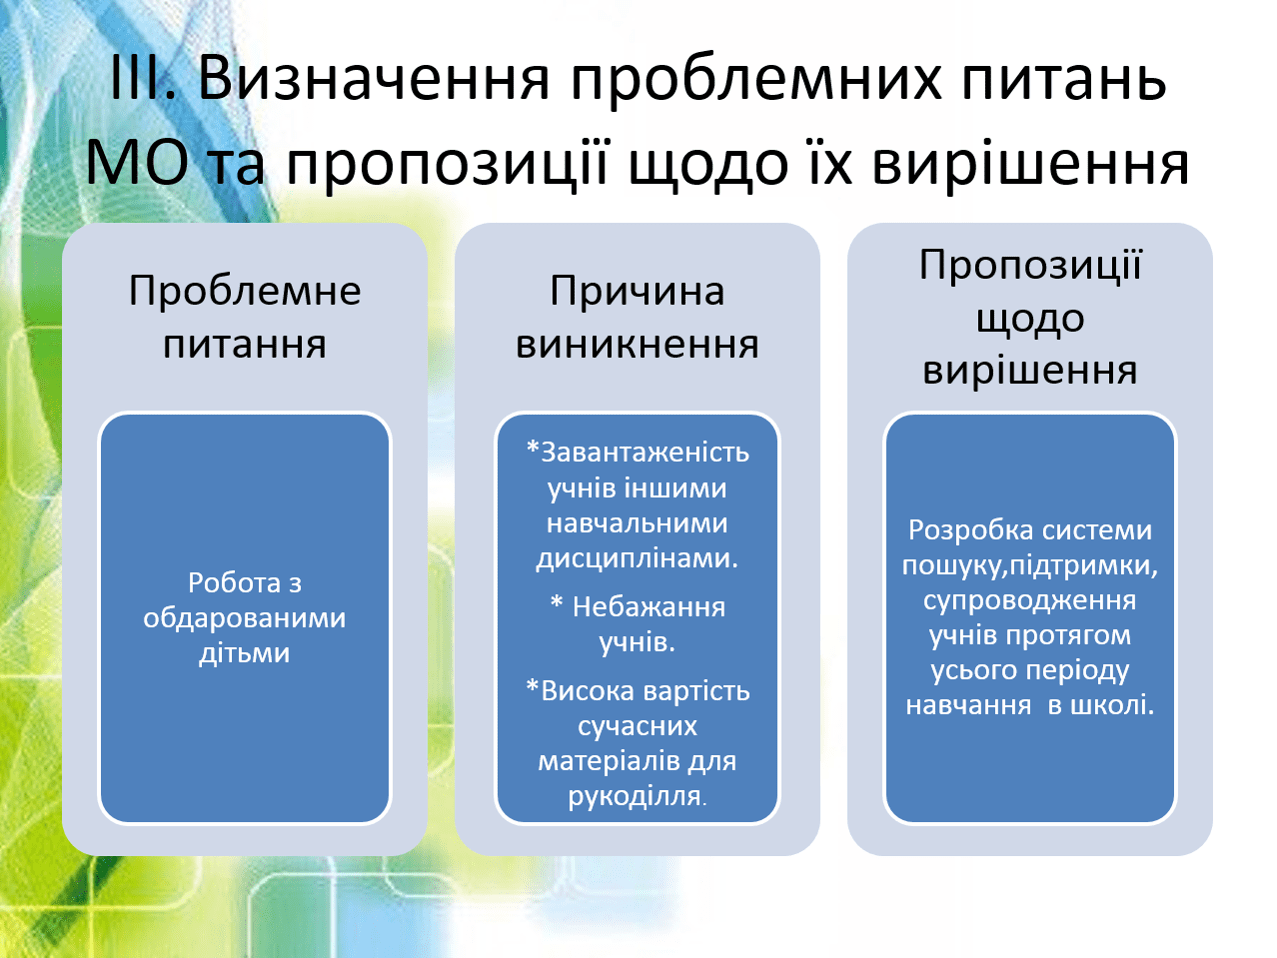 ІІІ. Визначення проблемних питань
МО та пропозиції щодо їх вирішення
Проблемне
питання
Робота з
обдарованими
дітьми
Причина
виникнення
*Завантаженість
учнів іншими
навчальними
дисциплінами.
* Небажання
учнів.
*Висока вартість
сучасних
матеріалів для
рукоділля.
Пропозиції
щодо
вирішення
Розробка системи
пошуку,підтримки,
супроводження
учнів протягом
усього періоду
навчання  в школі.